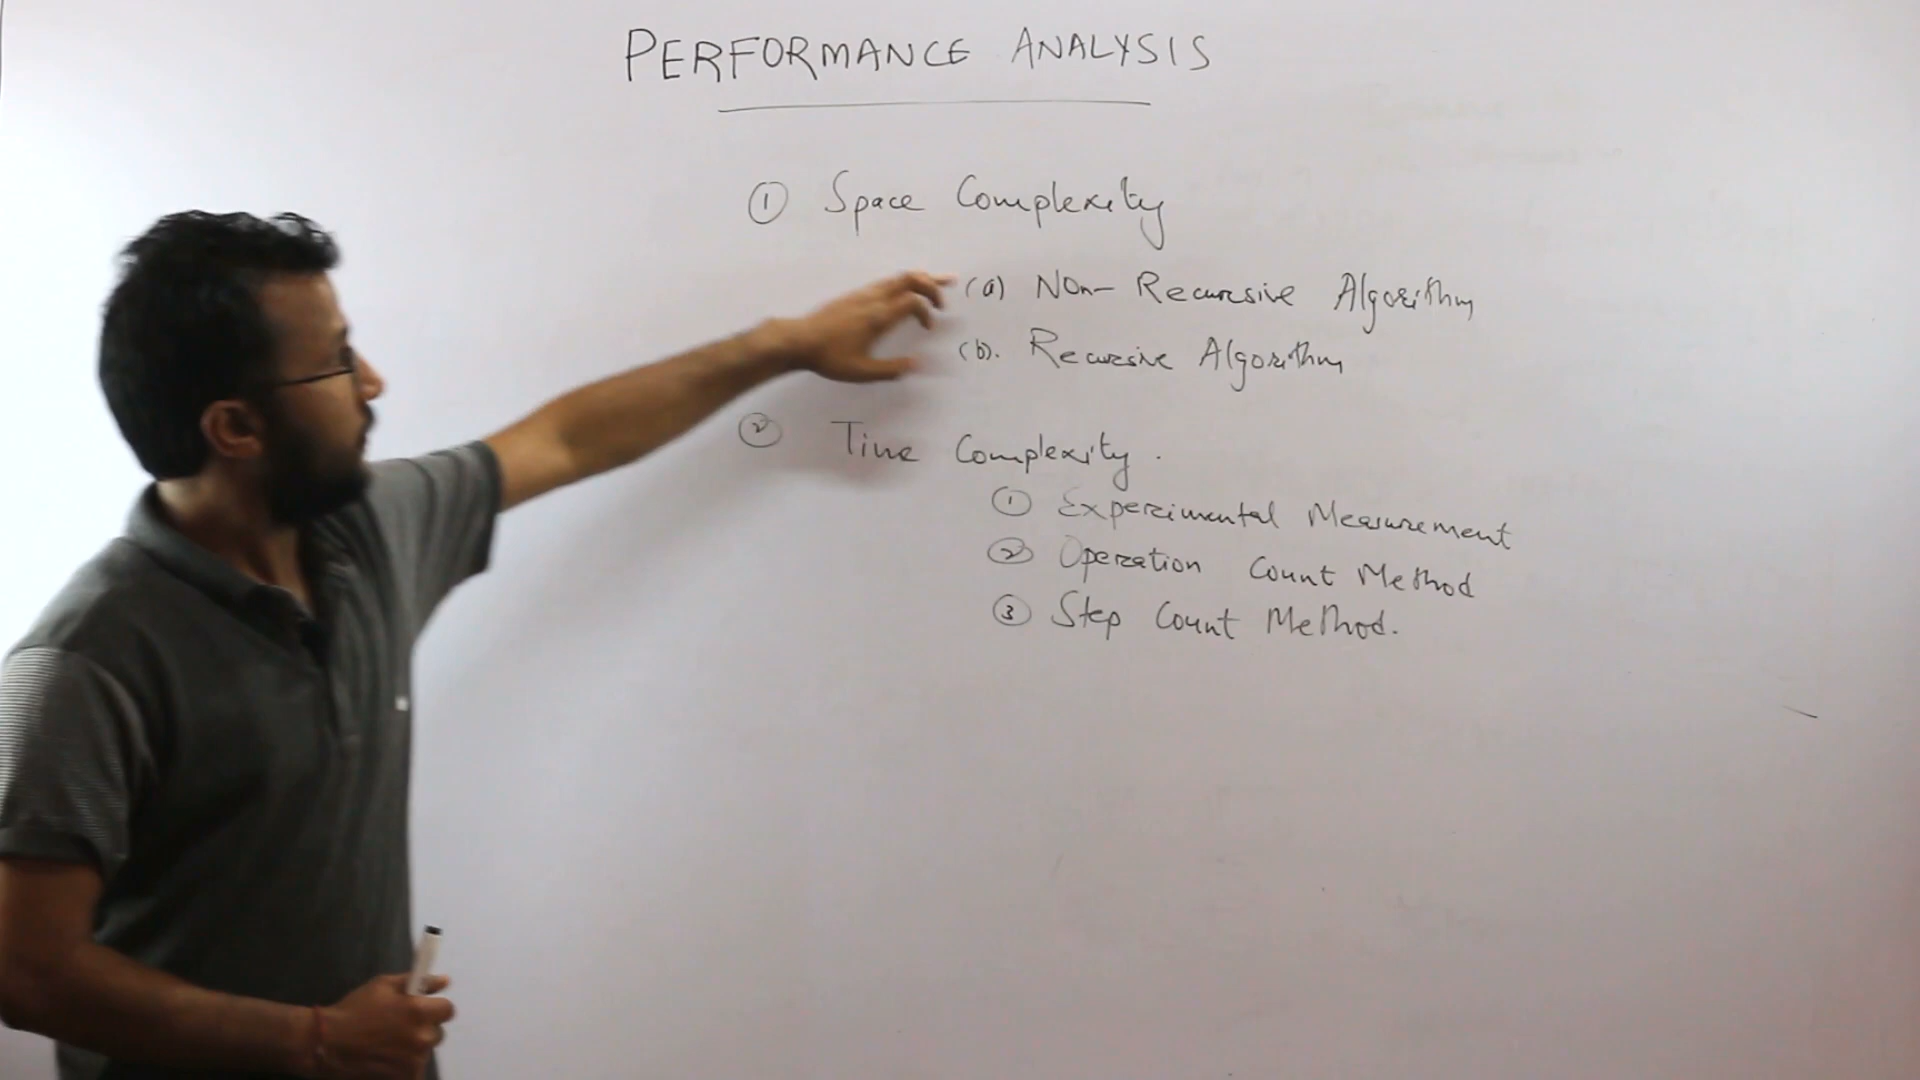 PERFORMANCE ANALYSIS
① Space Complexity
(a) Non-Recursive Algorithm
(b). Recursive Algorithm
② Time Complexity.
① Experimental Measurement
② Operation Count Method
③ Step Count Method.